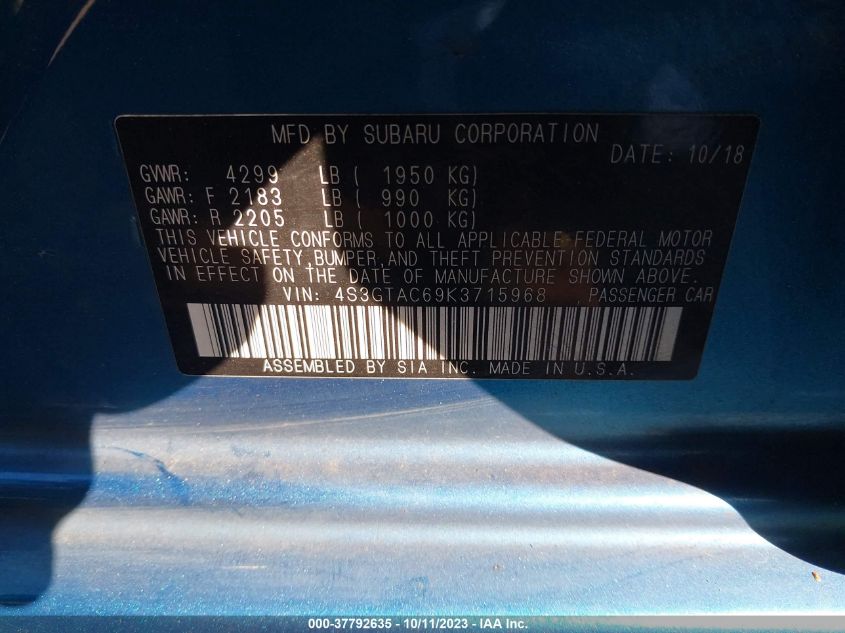 MFD BY SUBARU CORPORATION
DATE: 10/18
GVWR: 4299 LB ( 1950 KG)
GAWR: F 2183 LB ( 990 KG)
GAWR: R 2205 LB ( 1000 KG)
THIS VEHICLE CONFORMS TO ALL APPLICABLE FEDERAL MOTOR
VEHICLE SAFETY, BUMPER, AND THEFT PREVENTION STANDARDS
IN EFFECT ON THE DATE OF MANUFACTURE SHOWN ABOVE.
VIN: 4S3GTAC69K3715968 , PASSENGER CAR
ASSEMBLED BY SIA INC. MADE IN U.S.A.
000-37792635 - 10/11/2023 - IAA Inc.